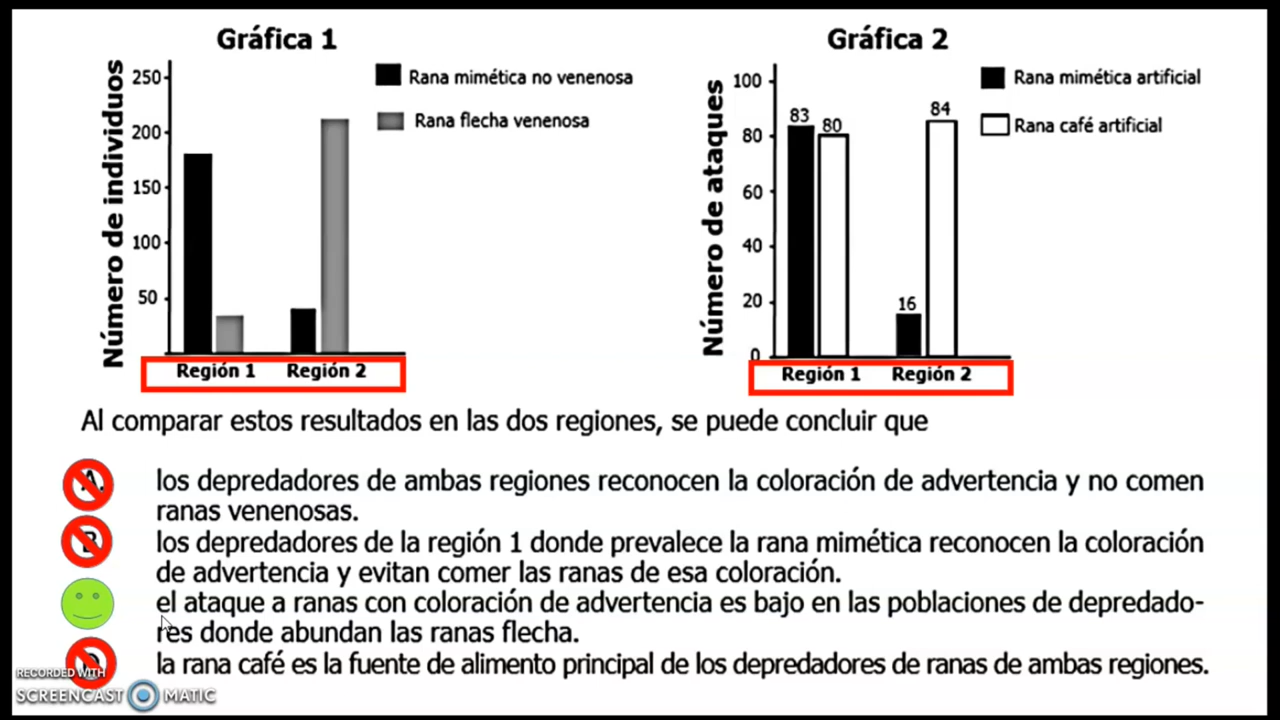 Gráfica 1
Número de individuos
250
200
150
100
50
Rana mimética no venenosa
Rana flecha venenosa
Región 1 Región 2
Gráfica 2
Número de ataques
100
80
60
40
20
0
83 80
16 84
Rana mimética artificial
Rana café artificial
Región 1 Región 2
Al comparar estos resultados en las dos regiones, se puede concluir que
A. los depredadores de ambas regiones reconocen la coloración de advertencia y no comen
ranas venenosas.
B los depredadores de la región 1 donde prevalece la rana mimética reconocen la coloración
de advertencia y evitan comer las ranas de esa coloración.
el ataque a ranas con coloración de advertencia es bajo en las poblaciones de depredado-
res donde abundan las ranas flecha.
la rana café es la fuente de alimento principal de los depredadores de ranas de ambas regiones.
RECORDED WITH
SCREENCAST MATIC